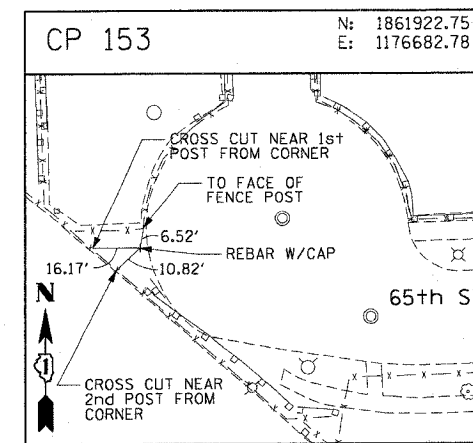 CP 153
N: 1861922.75
E: 1176682.78
CROSS CUT NEAR 1st
POST FROM CORNER
TO FACE OF
FENCE POST
6.52'
REBAR W/CAP
16.17'
10.82'
65th S
N
CROSS CUT NEAR
2nd POST FROM
CORNER